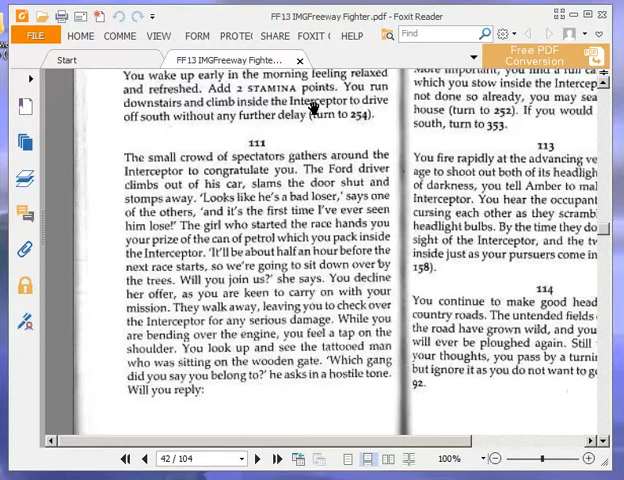 FF13 IMGFreeway Fighter.pdf - Foxit Reader
FILE HOME COMME VIEW FORM PROTE SHARE FOXIT C HELP Find
Start FF13 IMGFreeway Fighte... Free PDF
Conversion
You wake up early in the morning feeling relaxed
and refreshed. Add 2 STAMINA points. You run
downstairs and climb inside the Interceptor to drive
off south without any further delay (turn to 254).
111
The small crowd of spectators gathers around the
Interceptor to congratulate you. The Ford driver
climbs out of his car, slams the door shut and
stomps away. 'Looks like he's a bad loser,' says one
of the others, 'and it's the first time I've ever seen
him lose!' The girl who started the race hands you
your prize of the can of petrol which you pack inside
the Interceptor. 'It'll be about half an hour before the
next race starts, so we're going to sit down over by
the trees. Will you join us?' she says. You decline
her offer, as you are keen to carry on with your
mission. They walk away, leaving you to check over
the Interceptor for any serious damage. While you
are bending over the engine, you feel a tap on the
shoulder. You look up and see the tattooed man
who was sitting on the wooden gate. 'Which gang
did you say you belong to?' he asks in a hostile tone.
Will you reply:
More important, you find a full ca
which you stow inside the Intercep
not done so already, you may sea
house (turn to 252). If you would
south, turn to 353.
113
You fire rapidly at the advancing ve
age to shoot out both of its headligh
of darkness, you tell Amber to mal
Interceptor. You hear the occupant
cursing each other as they scramb
headlight bulbs. By the time they do
sight of the Interceptor, and the tw
inside just as your pursuers come in
158).
114
You continue to make good head
country roads. The untended fields
the road have grown wild, and you
will ever be ploughed again. Still
your thoughts, you pass by a turnin
but ignore it as you do not want to ge
92.
42 / 104 100%